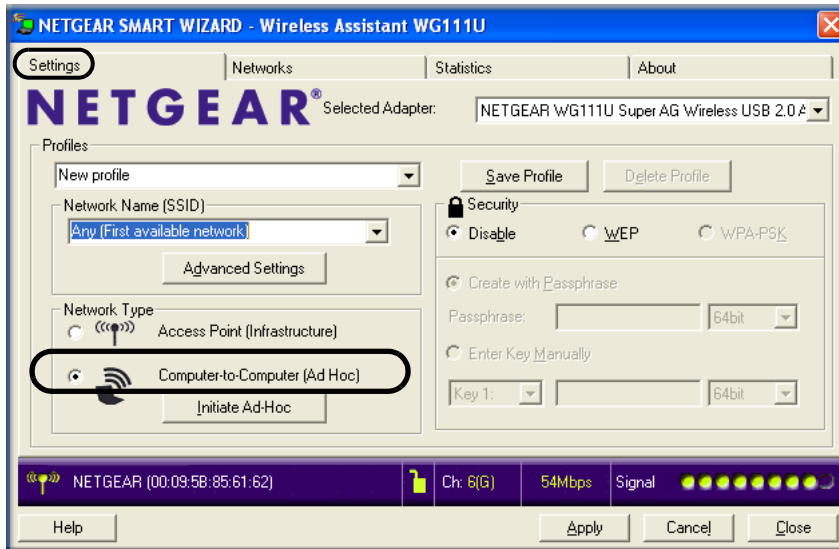 NETGEAR SMART WIZARD - Wireless Assistant WG111U
Settings Networks Statistics About
NETGEAR® Selected Adapter: NETGEAR WG111U Super AG Wireless USB 2.0 A
Profiles
New profile Save Profile Delete Profile
Network Name (SSID) Security
Any (First available network) Disable WEP WPA-PSK
Advanced Settings
Create with Passphrase
Network Type Passphrase: 64bit
Access Point (Infrastructure)
Enter Key Manually
Computer-to-Computer (Ad Hoc)
Initiate Ad-Hoc Key 1: 64bit
NETGEAR (00:09:5B:85:61:62) Ch: 6(G) 54Mbps Signal
Help Apply Cancel Close